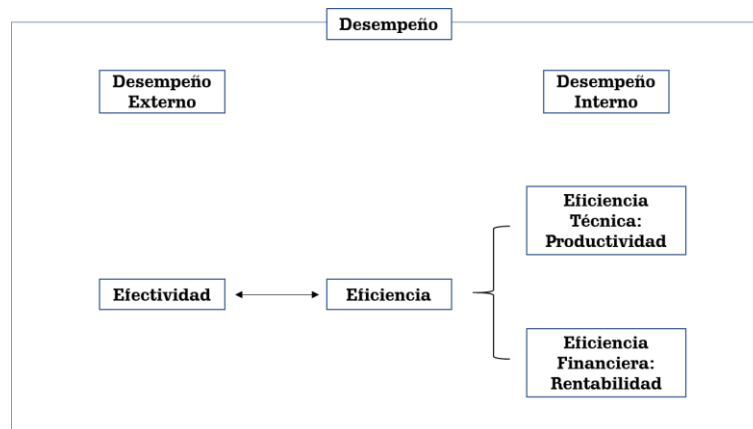 Desempeño
Desempeño
Externo
Desempeño
Interno
Eficiencia
Técnica:
Productividad
Efectividad
Eficiencia
Eficiencia
Financiera:
Rentabilidad